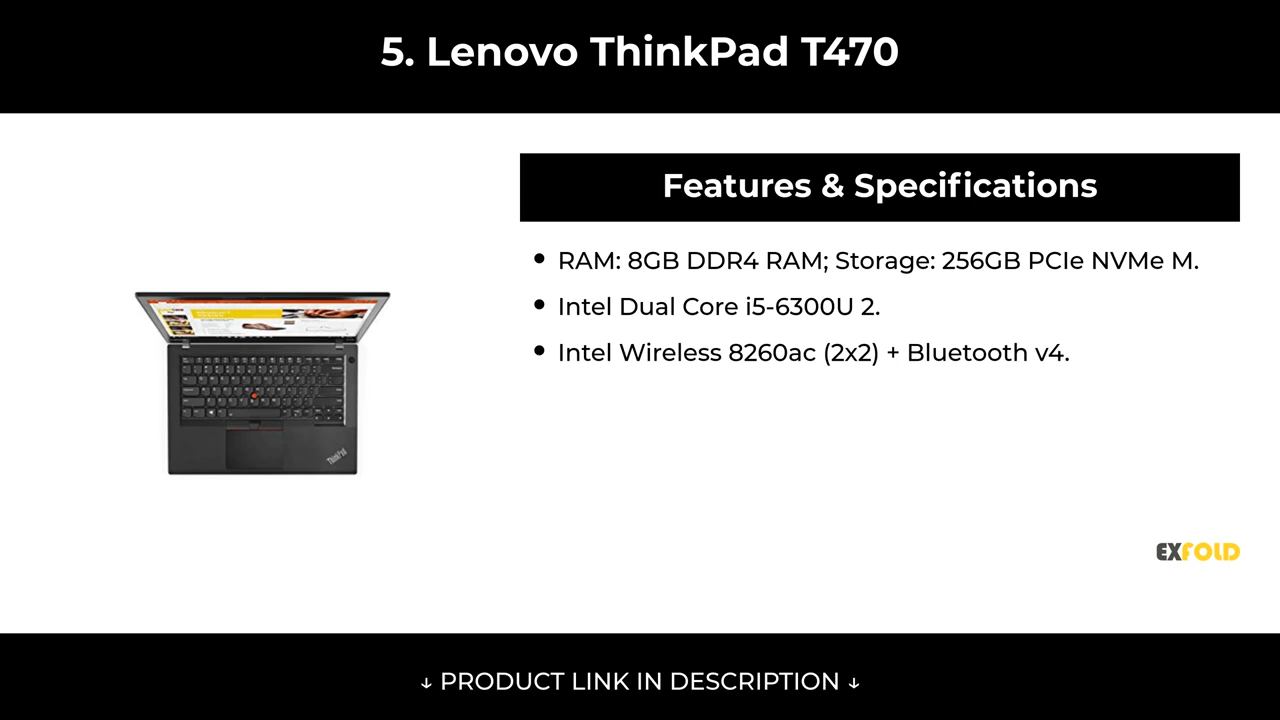 5. Lenovo ThinkPad T470
Features & Specifications
• RAM: 8GB DDR4 RAM; Storage: 256GB PCIe NVMe M.
• Intel Dual Core i5-6300U 2.
• Intel Wireless 8260ac (2x2) + Bluetooth v4.
ThinkPad
EXFOLD
↓ PRODUCT LINK IN DESCRIPTION ↓